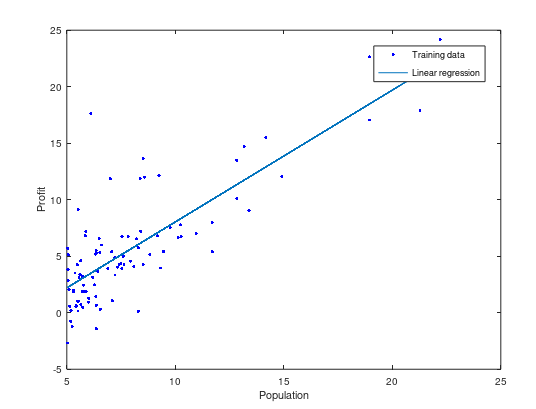 25
20
15
10
5
0
-5
Profit
Training data
Linear regression
5 10 15 20 25
Population